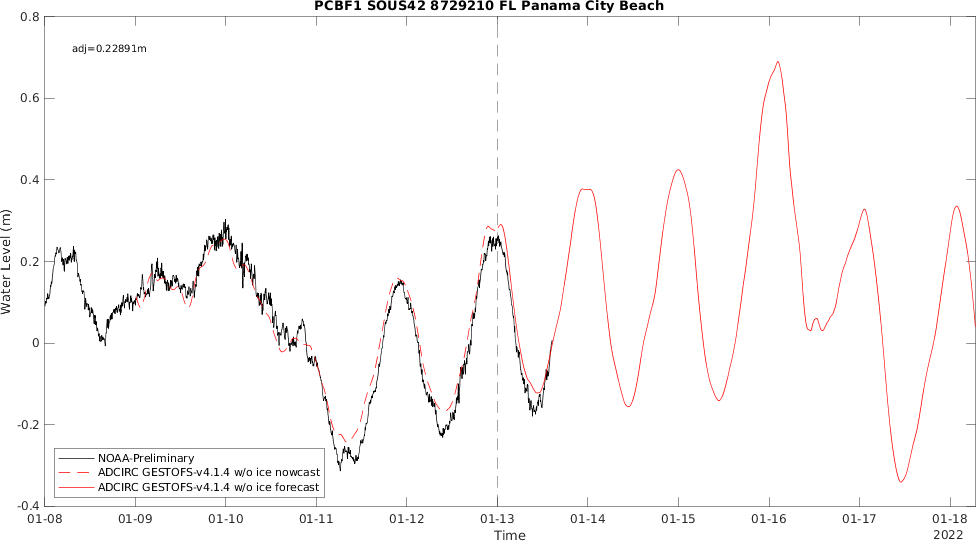 PCBF1 SOUS42 8729210 FL Panama City Beach
adj=0.22891m
0.8
0.6
0.4
0.2
0
-0.2
-0.4
Water Level (m)
NOAA-Preliminary
ADCIRC GESTOFS-v4.1.4 w/o ice nowcast
ADCIRC GESTOFS-v4.1.4 w/o ice forecast
01-08 01-09 01-10 01-11 01-12 01-13 01-14 01-15 01-16 01-17 01-18
2022
Time